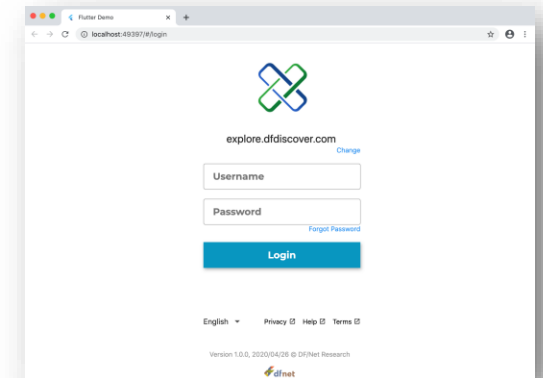 Flutter Demo
localhost:49397/#/login
explore.dfdiscover.com
Change
Username
Password
Forgot Password
Login
English Privacy Help Terms
Version 1.0.0, 2020/04/26 @ DF/Net Research
dfnet